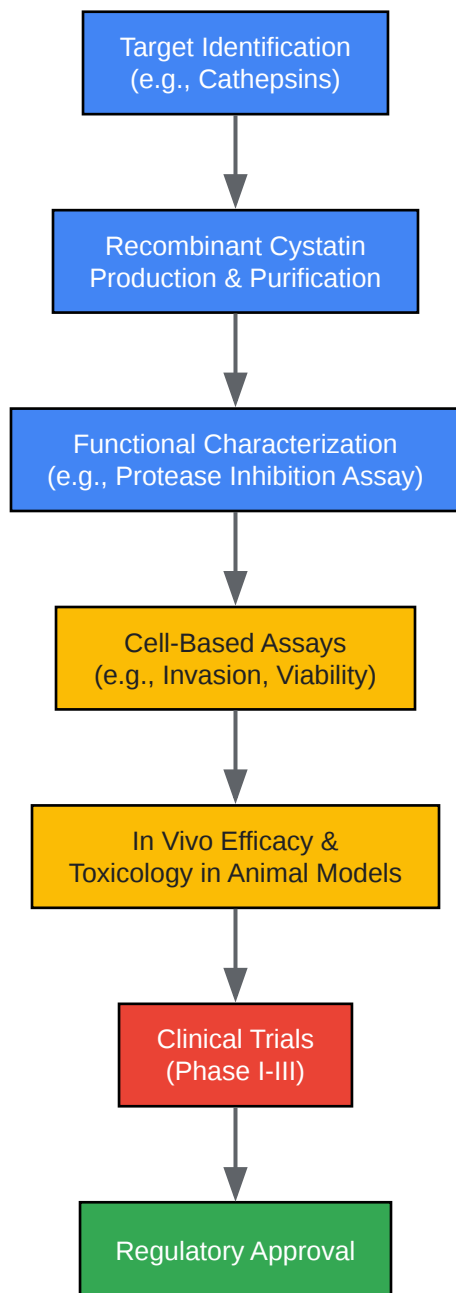 Target Identification
(e.g., Cathepsins)
Recombinant Cystatin
Production & Purification
Functional Characterization
(e.g., Protease Inhibition Assay)
Cell-Based Assays
(e.g., Invasion, Viability)
In Vivo Efficacy &
Toxicology in Animal Models
Clinical Trials
(Phase I-III)
Regulatory Approval